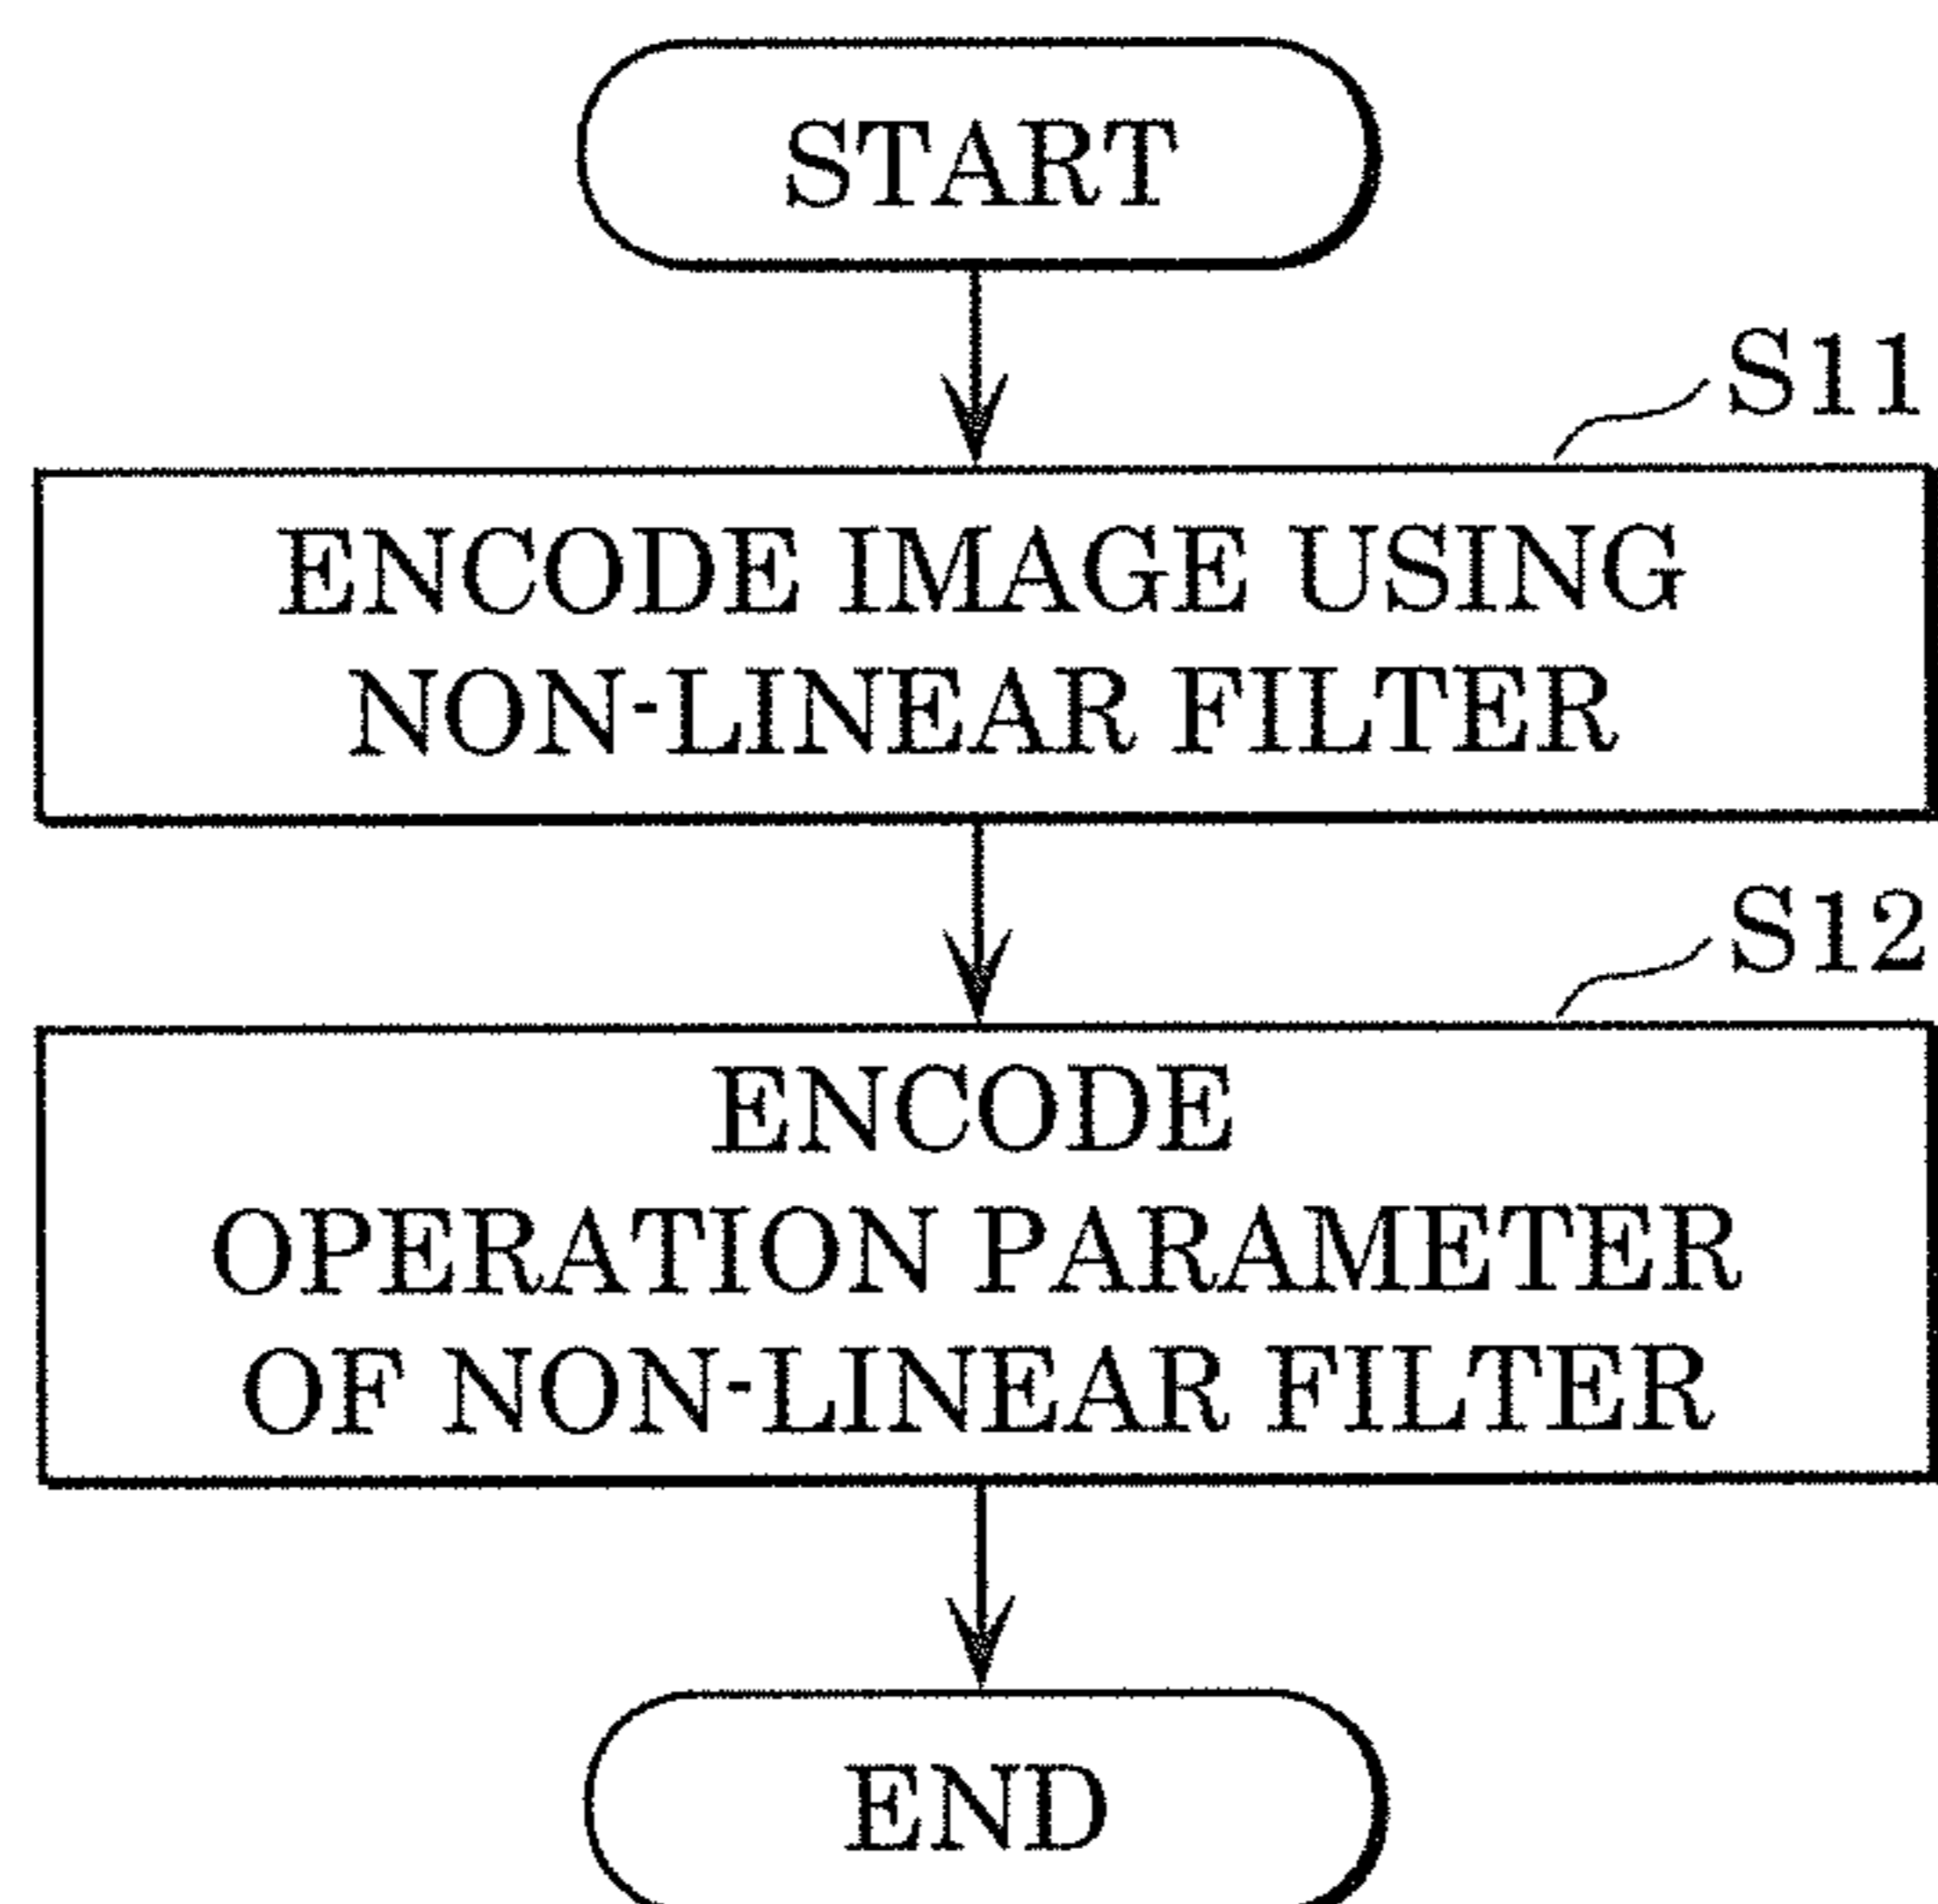 START
S11
ENCODE IMAGE USING
NON-LINEAR FILTER
S12
ENCODE
OPERATION PARAMETER
OF NON-LINEAR FILTER
END